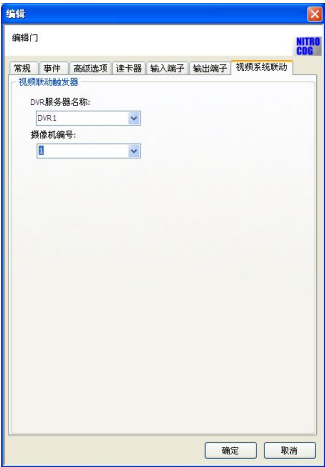 编辑
编辑门
NITRO
CDG
常规 事件 高级选项 读卡器 输入端子 输出端子 视频系统联动
视频联动触发器
DVR服务器名称:
DVR1
摄像机编号:
1
确定 取消